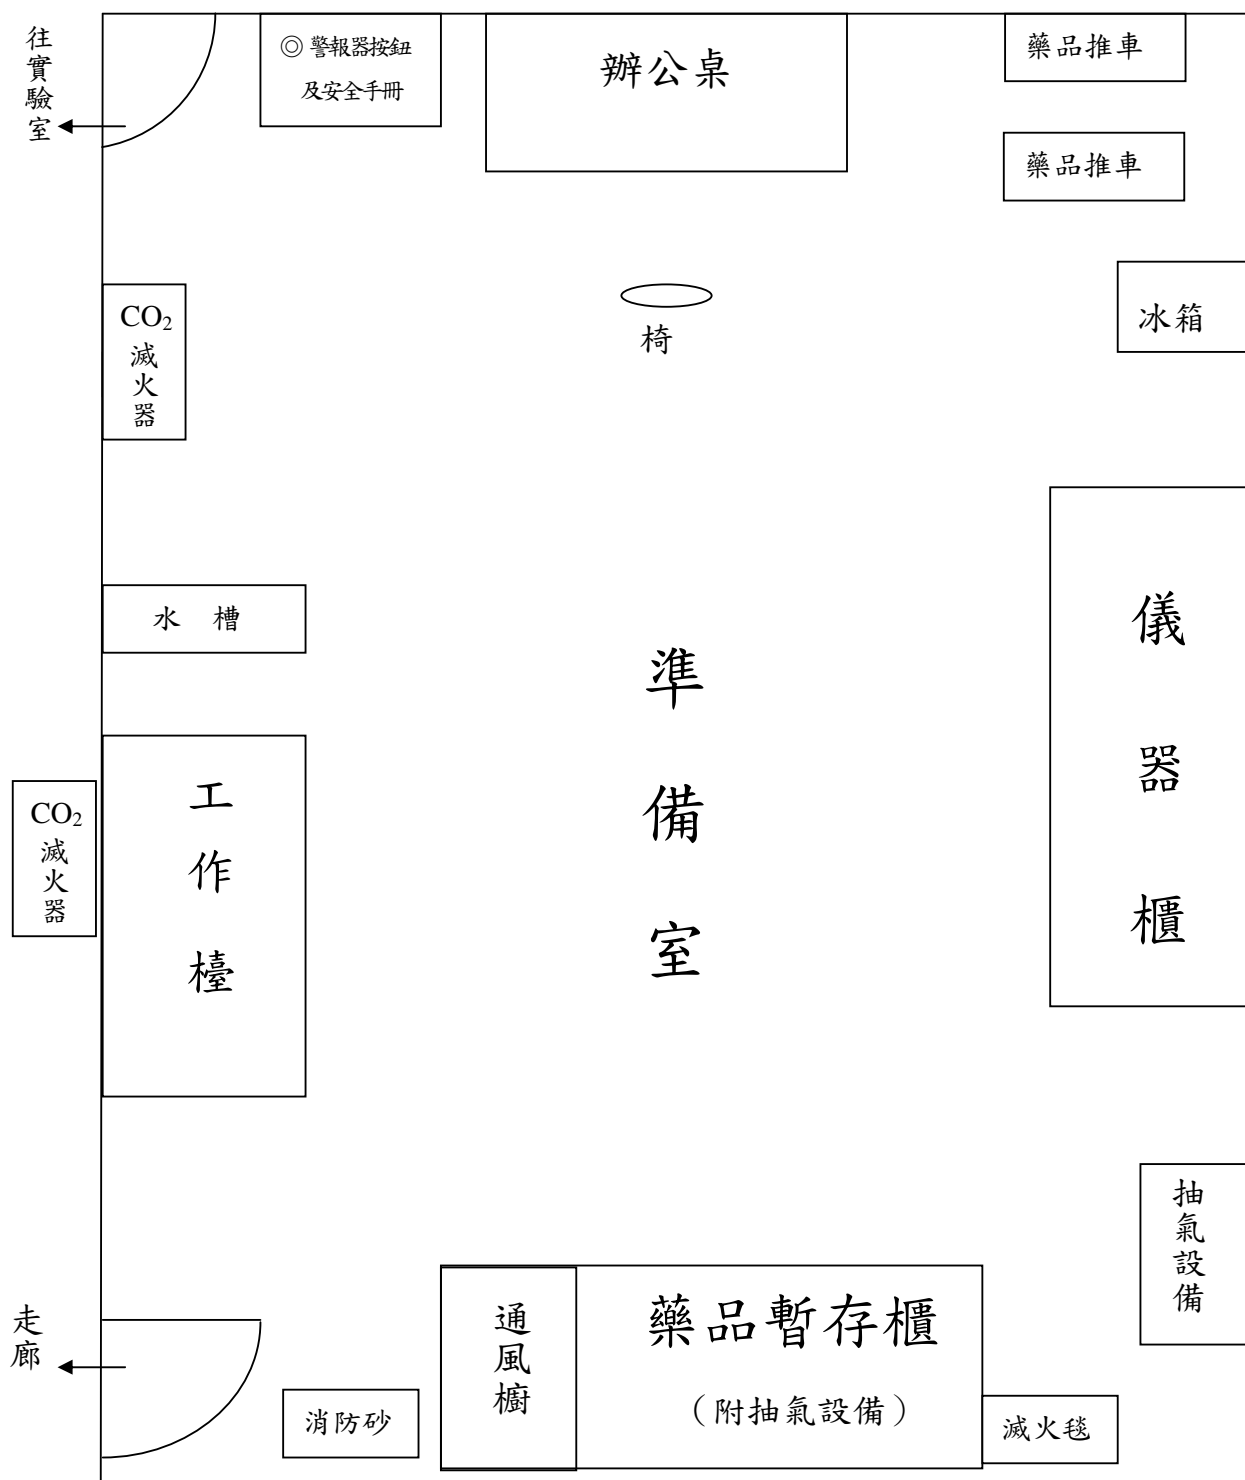 往實驗室
◎ 警報器按鈕
及安全手冊
辦公桌
藥品推車
藥品推車
冰箱
CO₂
滅火器
椅
水 槽
準備室
儀器櫃
工作檯
CO₂
滅火器
抽氣設備
走廊
通風櫥
藥品暫存櫃
（附抽氣設備）
消防砂
滅火毯